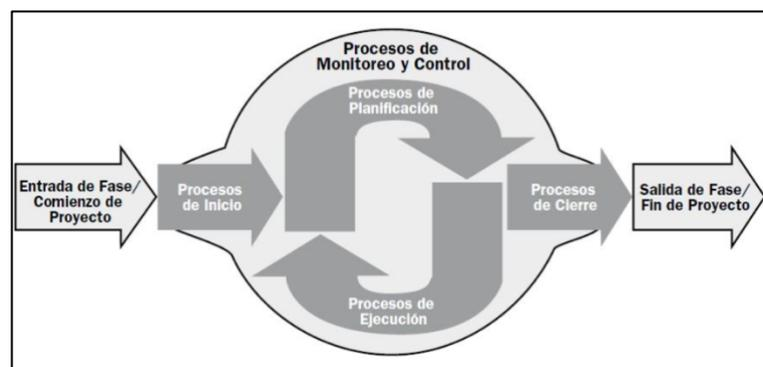 Procesos de
Monitoreo y Control
Procesos de
Planificación
Entrada de Fase/
Comienzo de
Proyecto
Procesos
de Inicio
Procesos
de Cierre
Salida de Fase/
Fin de Proyecto
Procesos de
Ejecución